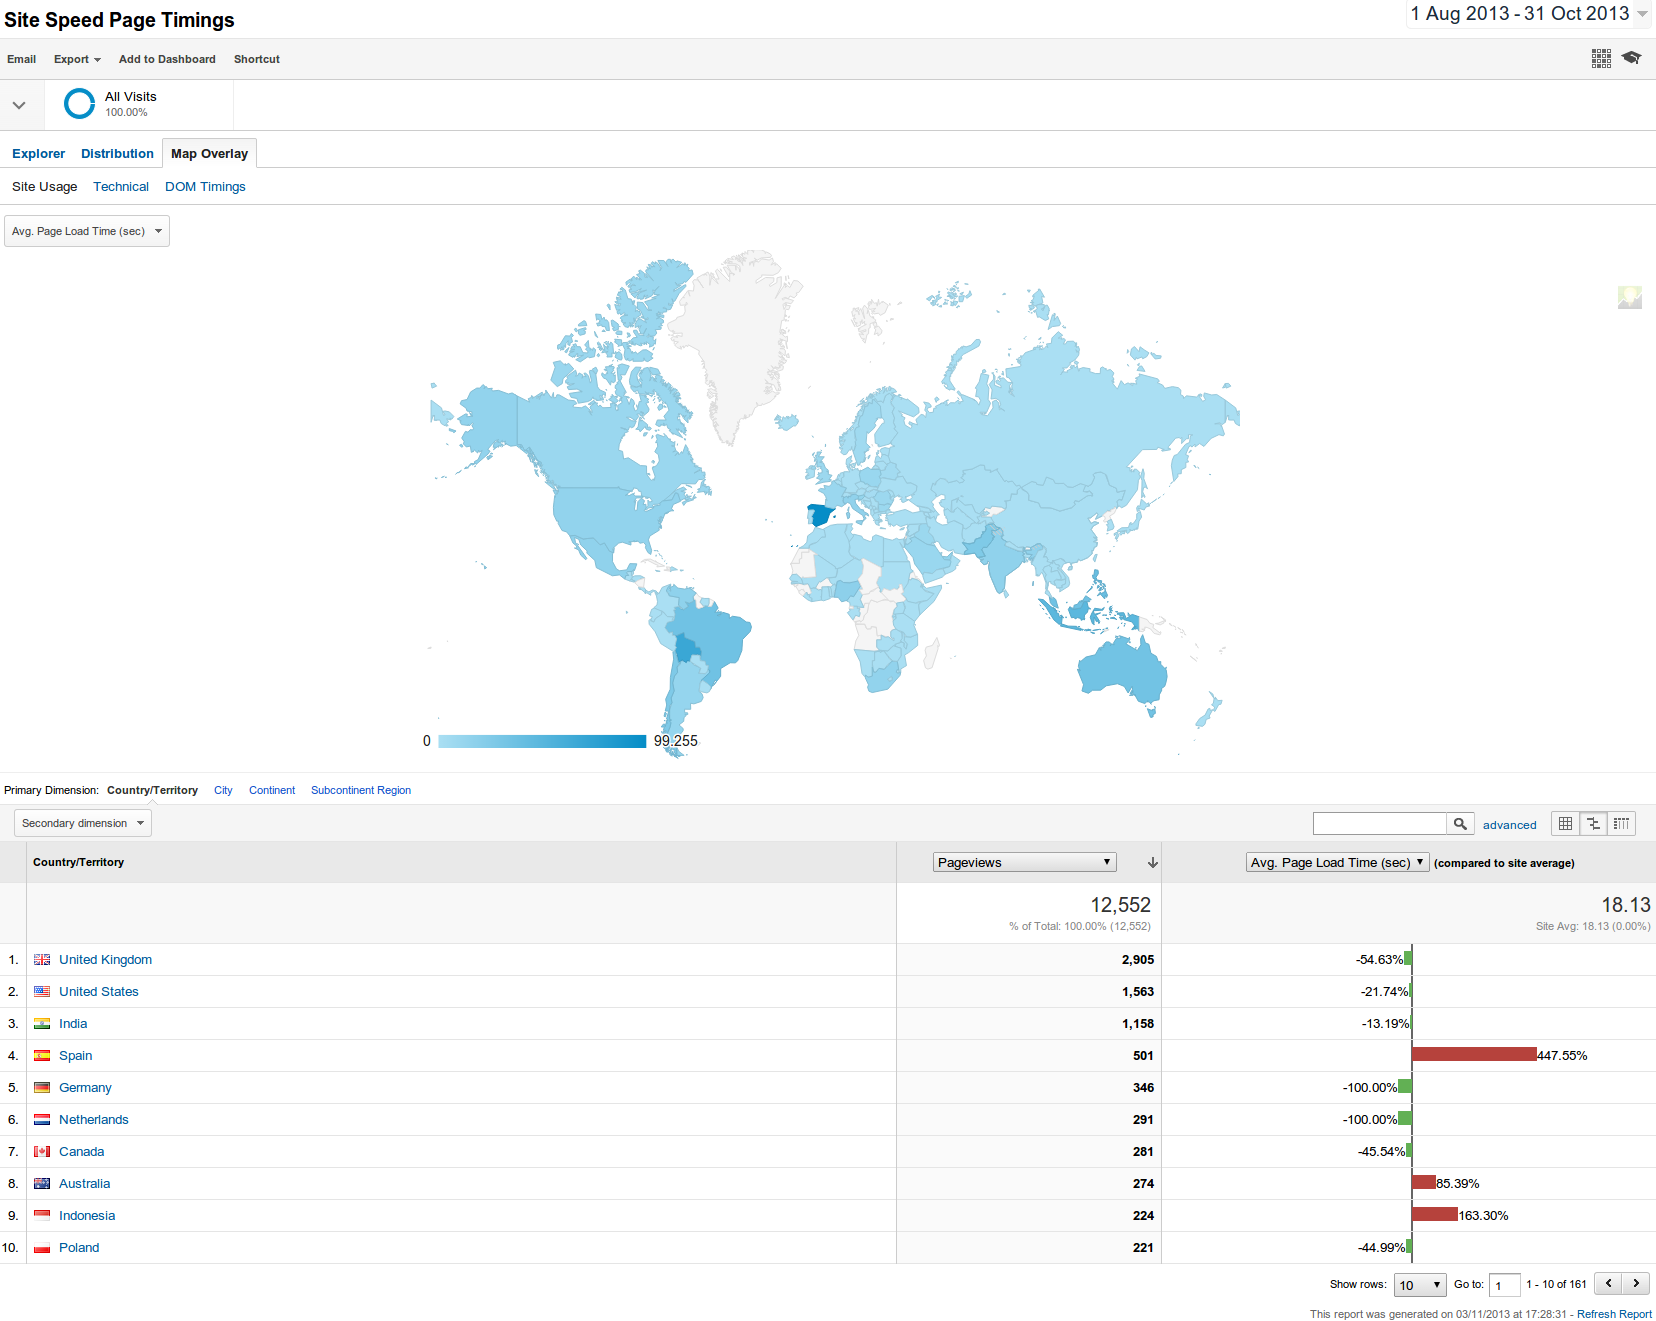 Site Speed Page Timings
1 Aug 2013 - 31 Oct 2013
Email Export Add to Dashboard Shortcut
All Visits
100.00%
Explorer Distribution Map Overlay
Site Usage Technical DOM Timings
Avg. Page Load Time (sec)
0 99.255
Primary Dimension: Country/Territory City Continent Subcontinent Region
Secondary dimension advanced
Country/Territory Pageviews Avg. Page Load Time (sec) (compared to site average)
12,552 18.13
% of Total: 100.00% (12,552) Site Avg: 18.13 (0.00%)
1. United Kingdom 2,905 -54.63%
2. United States 1,563 -21.74%
3. India 1,158 -13.19%
4. Spain 501 447.55%
5. Germany 346 -100.00%
6. Netherlands 291 -100.00%
7. Canada 281 -45.54%
8. Australia 274 85.39%
9. Indonesia 224 163.30%
10. Poland 221 -44.99%
Show rows: 10 Go to: 1 1 - 10 of 161
This report was generated on 03/11/2013 at 17:28:31 - Refresh Report